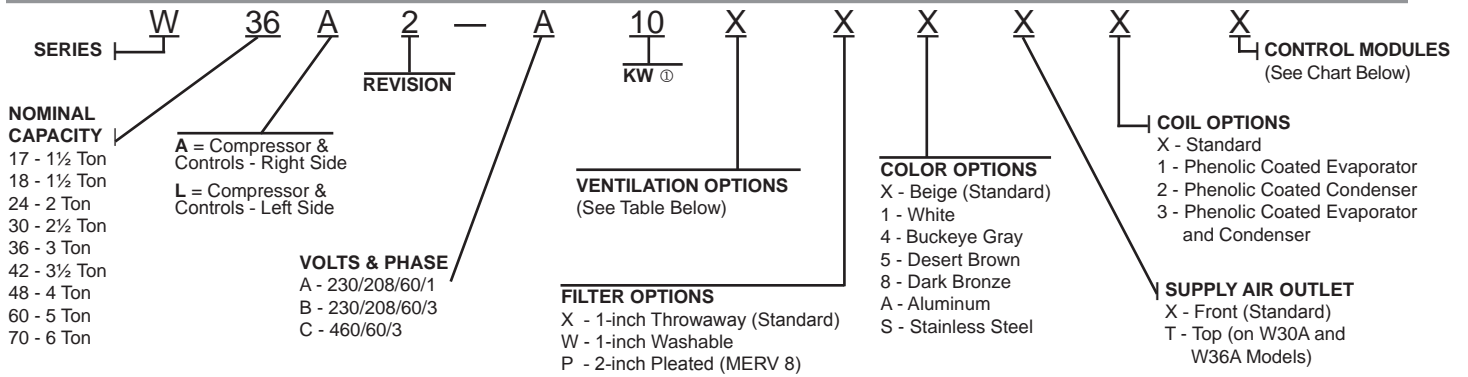 W 36 A 2 — A 10 X X X X X X
SERIES
REVISION
KW ①
CONTROL MODULES
(See Chart Below)
NOMINAL
CAPACITY
17 - 1½ Ton
18 - 1½ Ton
24 - 2 Ton
30 - 2½ Ton
36 - 3 Ton
42 - 3½ Ton
48 - 4 Ton
60 - 5 Ton
70 - 6 Ton
A = Compressor &
Controls - Right Side
L = Compressor &
Controls - Left Side
VOLTS & PHASE
A - 230/208/60/1
B - 230/208/60/3
C - 460/60/3
VENTILATION OPTIONS
(See Table Below)
FILTER OPTIONS
X - 1-inch Throwaway (Standard)
W - 1-inch Washable
P - 2-inch Pleated (MERV 8)
COLOR OPTIONS
X - Beige (Standard)
1 - White
4 - Buckeye Gray
5 - Desert Brown
8 - Dark Bronze
A - Aluminum
S - Stainless Steel
COIL OPTIONS
X - Standard
1 - Phenolic Coated Evaporator
2 - Phenolic Coated Condenser
3 - Phenolic Coated Evaporator
and Condenser
SUPPLY AIR OUTLET
X - Front (Standard)
T - Top (on W30A and
W36A Models)